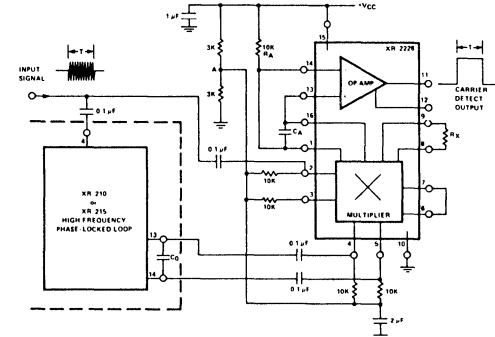 1 µF
+VCC
15
3K
10K
RA
XR 2228
T
INPUT
SIGNAL
A
14
OP AMP
11
T
3K
13
12
CARRIER
DETECT
OUTPUT
0.1 µF
16
9
CA
RX
4
1
8
0.1 µF
XR 210
or
XR 215
HIGH FREQUENCY
PHASE-LOCKED LOOP
10K
2
7
10K
3
MULTIPLIER
6
13
0.1 µF
4
5
10
CO
14
0.1 µF
10K
10K
2 µF